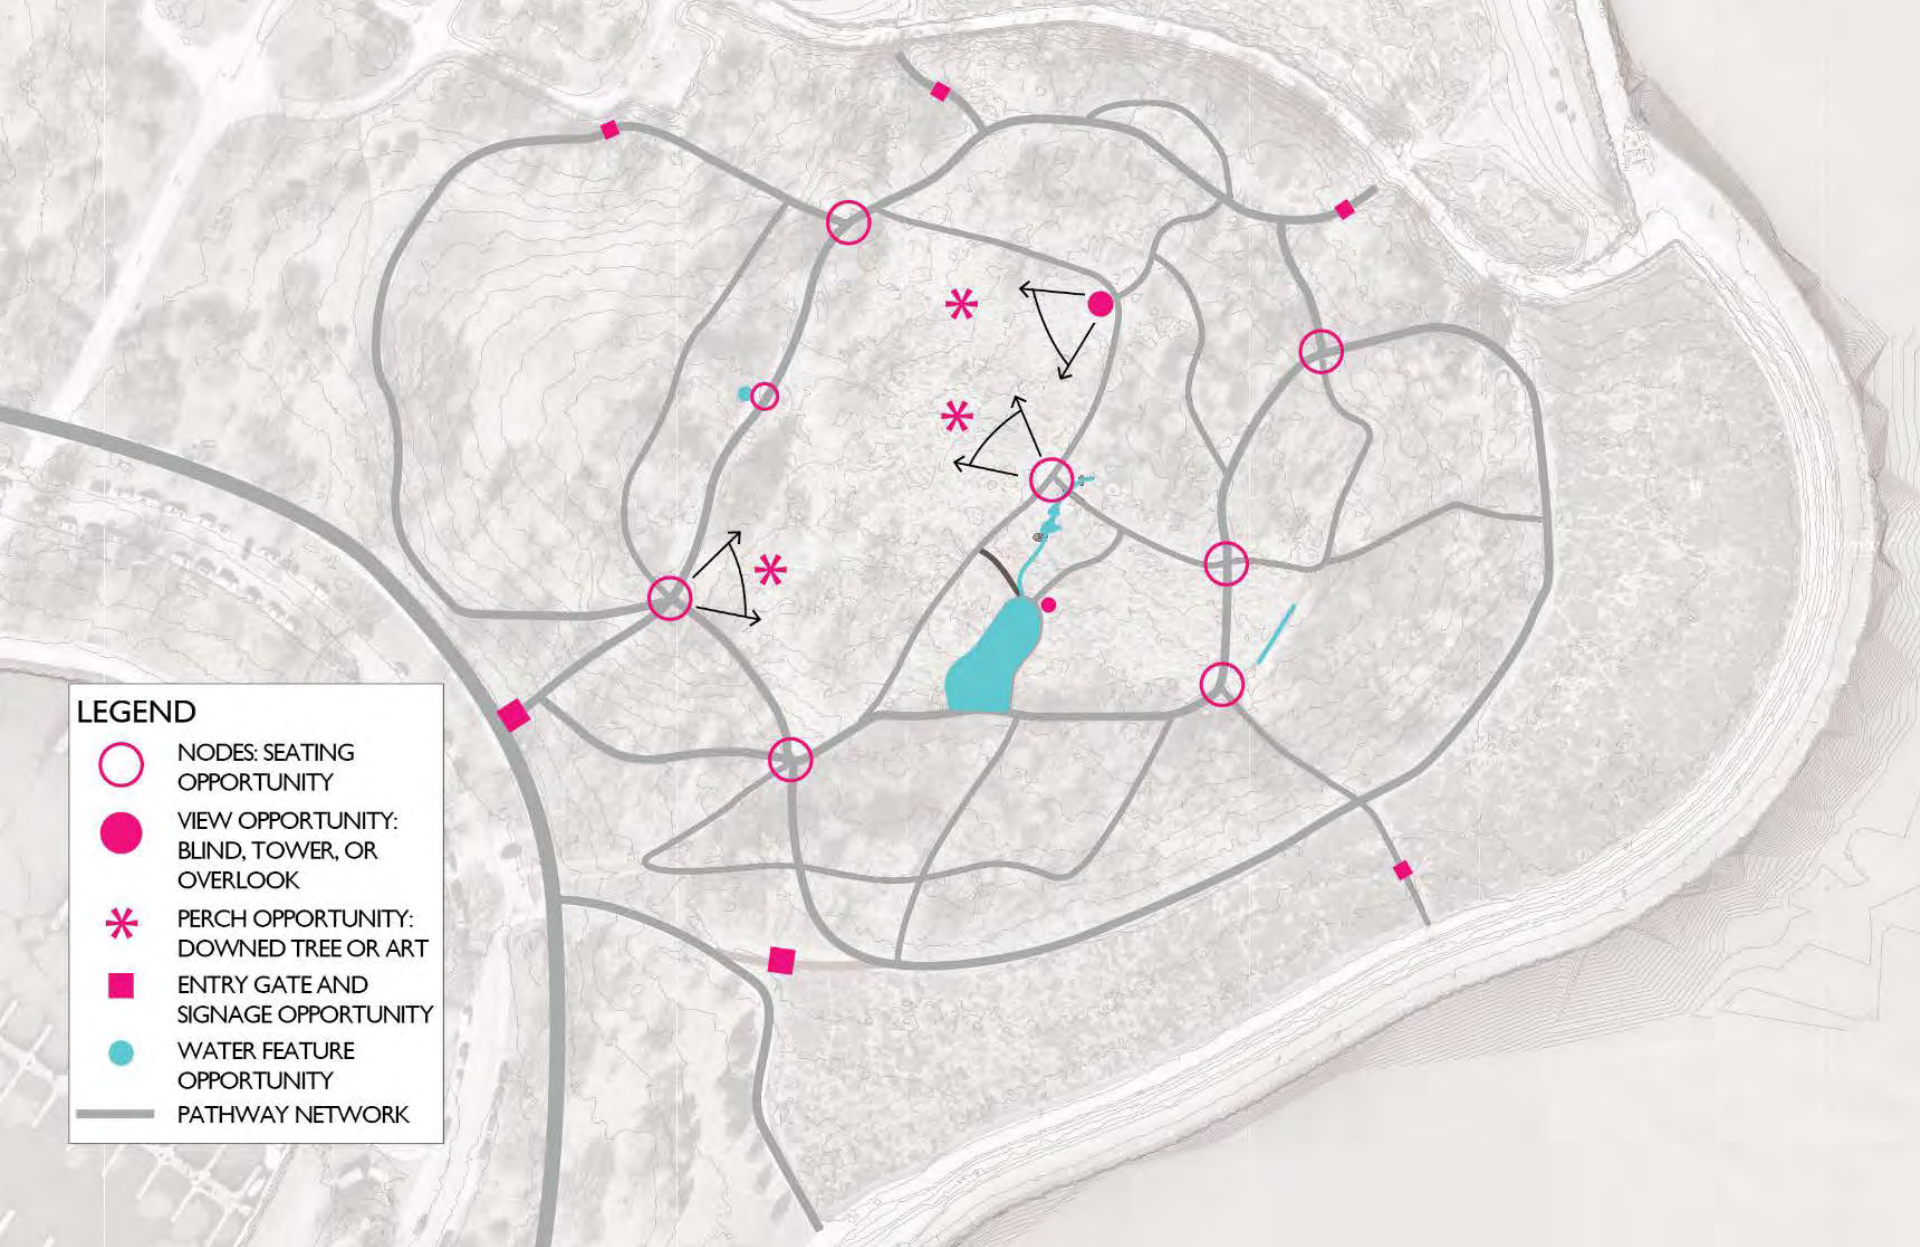 LEGEND
NODES: SEATING
OPPORTUNITY
VIEW OPPORTUNITY:
BLIND, TOWER, OR
OVERLOOK
PERCH OPPORTUNITY:
DOWNED TREE OR ART
ENTRY GATE AND
SIGNAGE OPPORTUNITY
WATER FEATURE
OPPORTUNITY
PATHWAY NETWORK